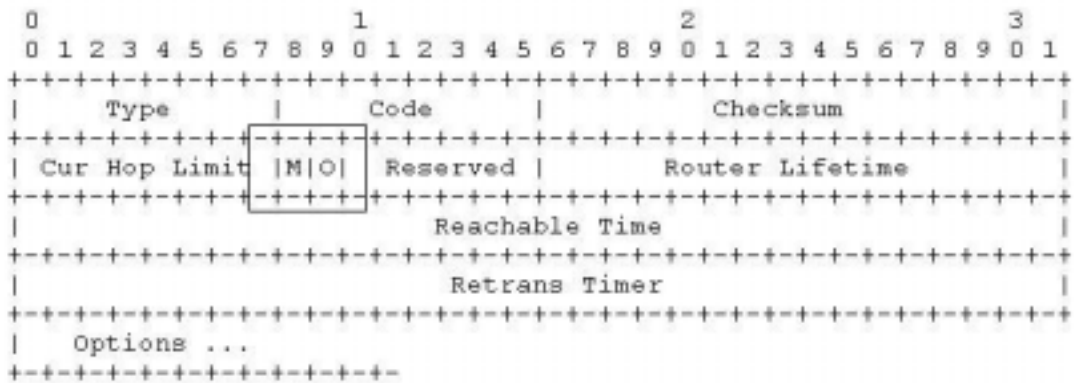 0                   1                   2                   3
0 1 2 3 4 5 6 7 8 9 0 1 2 3 4 5 6 7 8 9 0 1 2 3 4 5 6 7 8 9 0 1
+-+-+-+-+-+-+-+-+-+-+-+-+-+-+-+-+-+-+-+-+-+-+-+-+-+-+-+-+-+-+-+-+
|     Type      |     Code      |          Checksum             |
+-+-+-+-+-+-+-+-+-+-+-+-+-+-+-+-+-+-+-+-+-+-+-+-+-+-+-+-+-+-+-+-+
| Cur Hop Limit |M|O|  Reserved |       Router Lifetime         |
+-+-+-+-+-+-+-+-+-+-+-+-+-+-+-+-+-+-+-+-+-+-+-+-+-+-+-+-+-+-+-+-+
|                         Reachable Time                        |
+-+-+-+-+-+-+-+-+-+-+-+-+-+-+-+-+-+-+-+-+-+-+-+-+-+-+-+-+-+-+-+-+
|                          Retrans Timer                        |
+-+-+-+-+-+-+-+-+-+-+-+-+-+-+-+-+-+-+-+-+-+-+-+-+-+-+-+-+-+-+-+-+
|   Options ...
+-+-+-+-+-+-+-+-+-+-+-+-